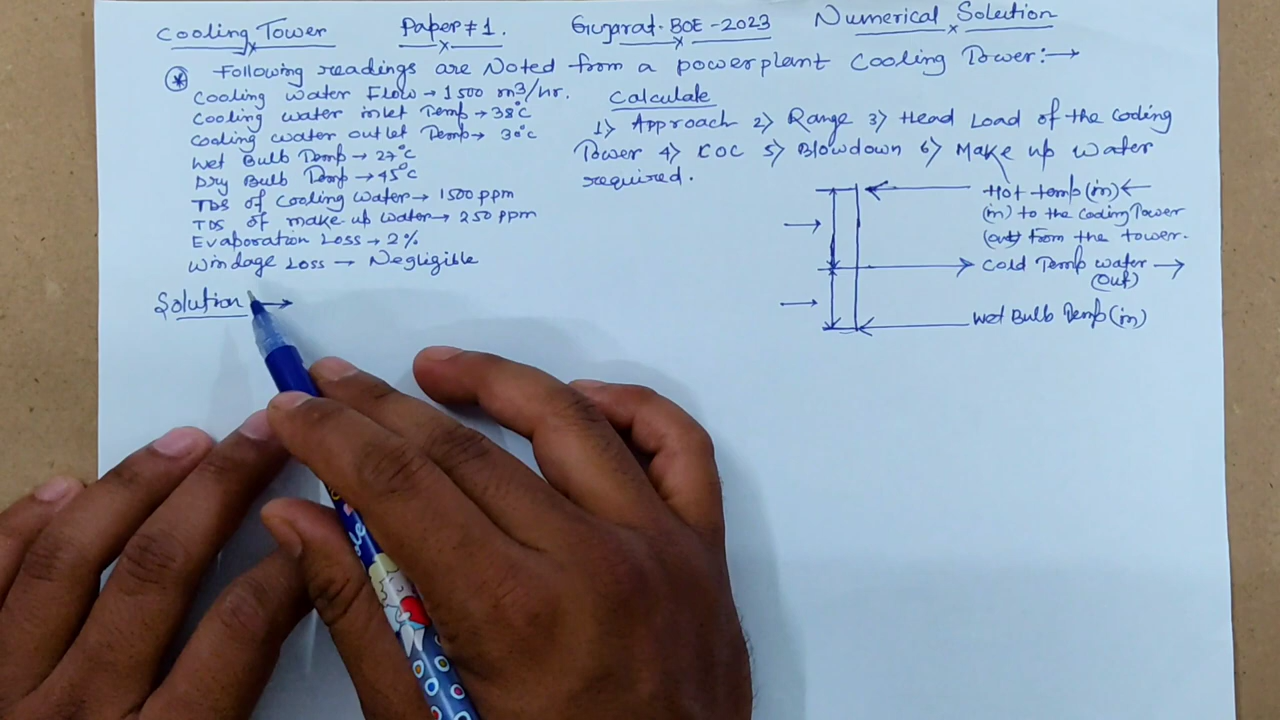 Cooling Tower Paper # 1. Gujarat-BOE-2023 Numerical Solution
Following readings are Noted from a powerplant Cooling Tower:→
Cooling water Flow → 1500 m3/hr.
Cooling water inlet Temp → 38°C
Cooling water outlet Temp → 30°C
Wet Bulb Temp → 27°C
Dry Bulb Temp → 45°C
TDS of Cooling Water → 1500 ppm
TDS of make-up water → 250 ppm
Evaporation Loss → 2%
Windage Loss → Negligible
Calculate
1> Approach 2> Range 3> Head Load of the Cooling
Tower 4> COC 5> Blowdown 6> Make up water
required.
Hot temp (in) ←
(in) to the Cooling Tower
(out) from the tower.
Cold Temp water →
(out)
Wet Bulb Temp (in)
Solution →